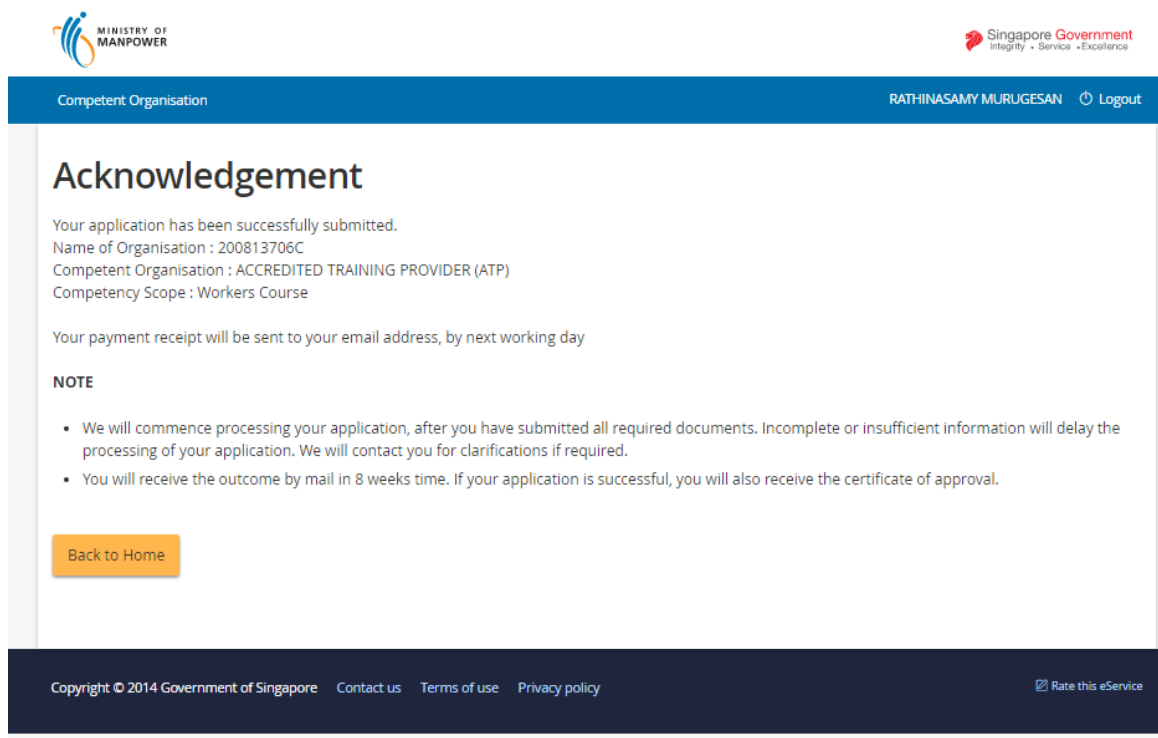 MINISTRY OF
MANPOWER
Singapore Government
Integrity • Service • Excellence
Competent Organisation
RATHINASAMY MURUGESAN Logout
Acknowledgement
Your application has been successfully submitted.
Name of Organisation : 200813706C
Competent Organisation : ACCREDITED TRAINING PROVIDER (ATP)
Competency Scope : Workers Course
Your payment receipt will be sent to your email address, by next working day
NOTE
• We will commence processing your application, after you have submitted all required documents. Incomplete or insufficient information will delay the
processing of your application. We will contact you for clarifications if required.
• You will receive the outcome by mail in 8 weeks time. If your application is successful, you will also receive the certificate of approval.
Back to Home
Copyright © 2014 Government of Singapore Contact us Terms of use Privacy policy
Rate this eService